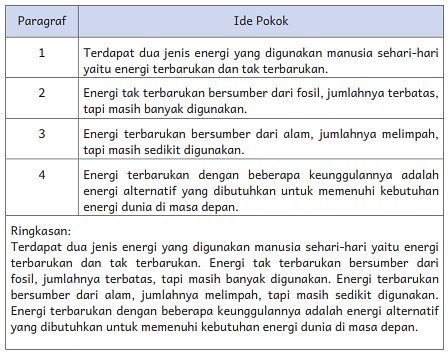 Paragraf Ide Pokok
1 Terdapat dua jenis energi yang digunakan manusia sehari-hari
yaitu energi terbarukan dan tak terbarukan.
2 Energi tak terbarukan bersumber dari fosil, jumlahnya terbatas,
tapi masih banyak digunakan.
3 Energi terbarukan bersumber dari alam, jumlahnya melimpah,
tapi masih sedikit digunakan.
4 Energi terbarukan dengan beberapa keunggulannya adalah
energi alternatif yang dibutuhkan untuk memenuhi kebutuhan
energi dunia di masa depan.
Ringkasan:
Terdapat dua jenis energi yang digunakan manusia sehari-hari yaitu energi
terbarukan dan tak terbarukan. Energi tak terbarukan bersumber dari
fosil, jumlahnya terbatas, tapi masih banyak digunakan. Energi terbarukan
bersumber dari alam, jumlahnya melimpah, tapi masih sedikit digunakan.
Energi terbarukan dengan beberapa keunggulannya adalah energi alternatif
yang dibutuhkan untuk memenuhi kebutuhan energi dunia di masa depan.